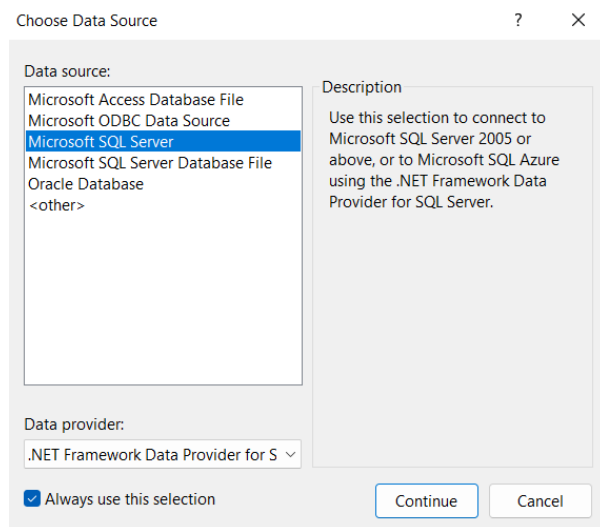 Choose Data Source
?
Data source:
Microsoft Access Database File
Microsoft ODBC Data Source
Microsoft SQL Server
Microsoft SQL Server Database File
Oracle Database
<other>
Description
Use this selection to connect to
Microsoft SQL Server 2005 or
above, or to Microsoft SQL Azure
using the .NET Framework Data
Provider for SQL Server.
Data provider:
.NET Framework Data Provider for S
Always use this selection
Continue
Cancel